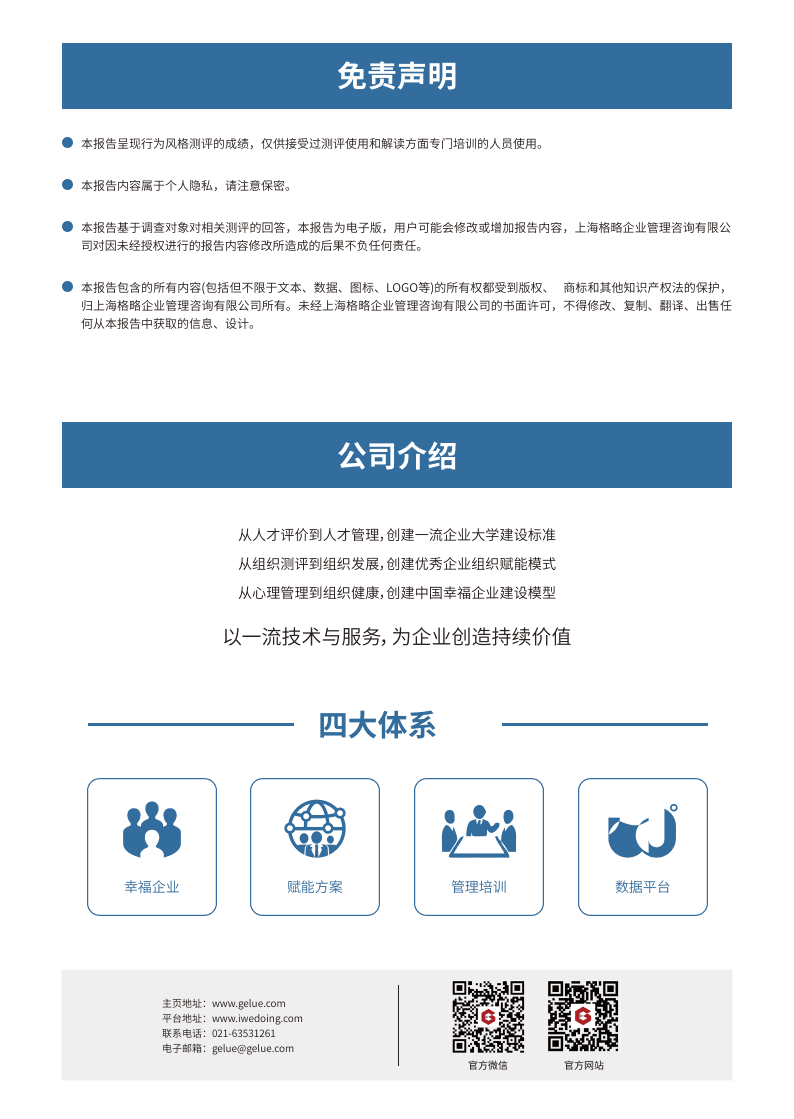 免责声明
本报告呈现行为风格测评的成绩，仅供接受过测评使用和解读方面专门培训的人员使用。
本报告内容属于个人隐私，请注意保密。
本报告基于调查对象对相关测评的回答，本报告为电子版，用户可能会修改或增加报告内容，上海格略企业管理咨询有限公
司对因未经授权进行的报告内容修改所造成的后果不负任何责任。
本报告包含的所有内容(包括但不限于文本、数据、图标、LOGO等)的所有权都受到版权、 商标和其他知识产权法的保护，
归上海格略企业管理咨询有限公司所有。未经上海格略企业管理咨询有限公司的书面许可，不得修改、复制、翻译、出售任
何从本报告中获取的信息、设计。
公司介绍
从人才评价到人才管理，创建一流企业大学建设标准
从组织测评到组织发展，创建优秀企业组织赋能模式
从心理管理到组织健康，创建中国幸福企业建设模型
以一流技术与服务，为企业创造持续价值
四大体系
幸福企业
赋能方案
管理培训
数据平台
主页地址：www.gelue.com
平台地址：www.iwedoing.com
联系电话：021-63531261
电子邮箱：gelue@gelue.com
官方微信
官方网站